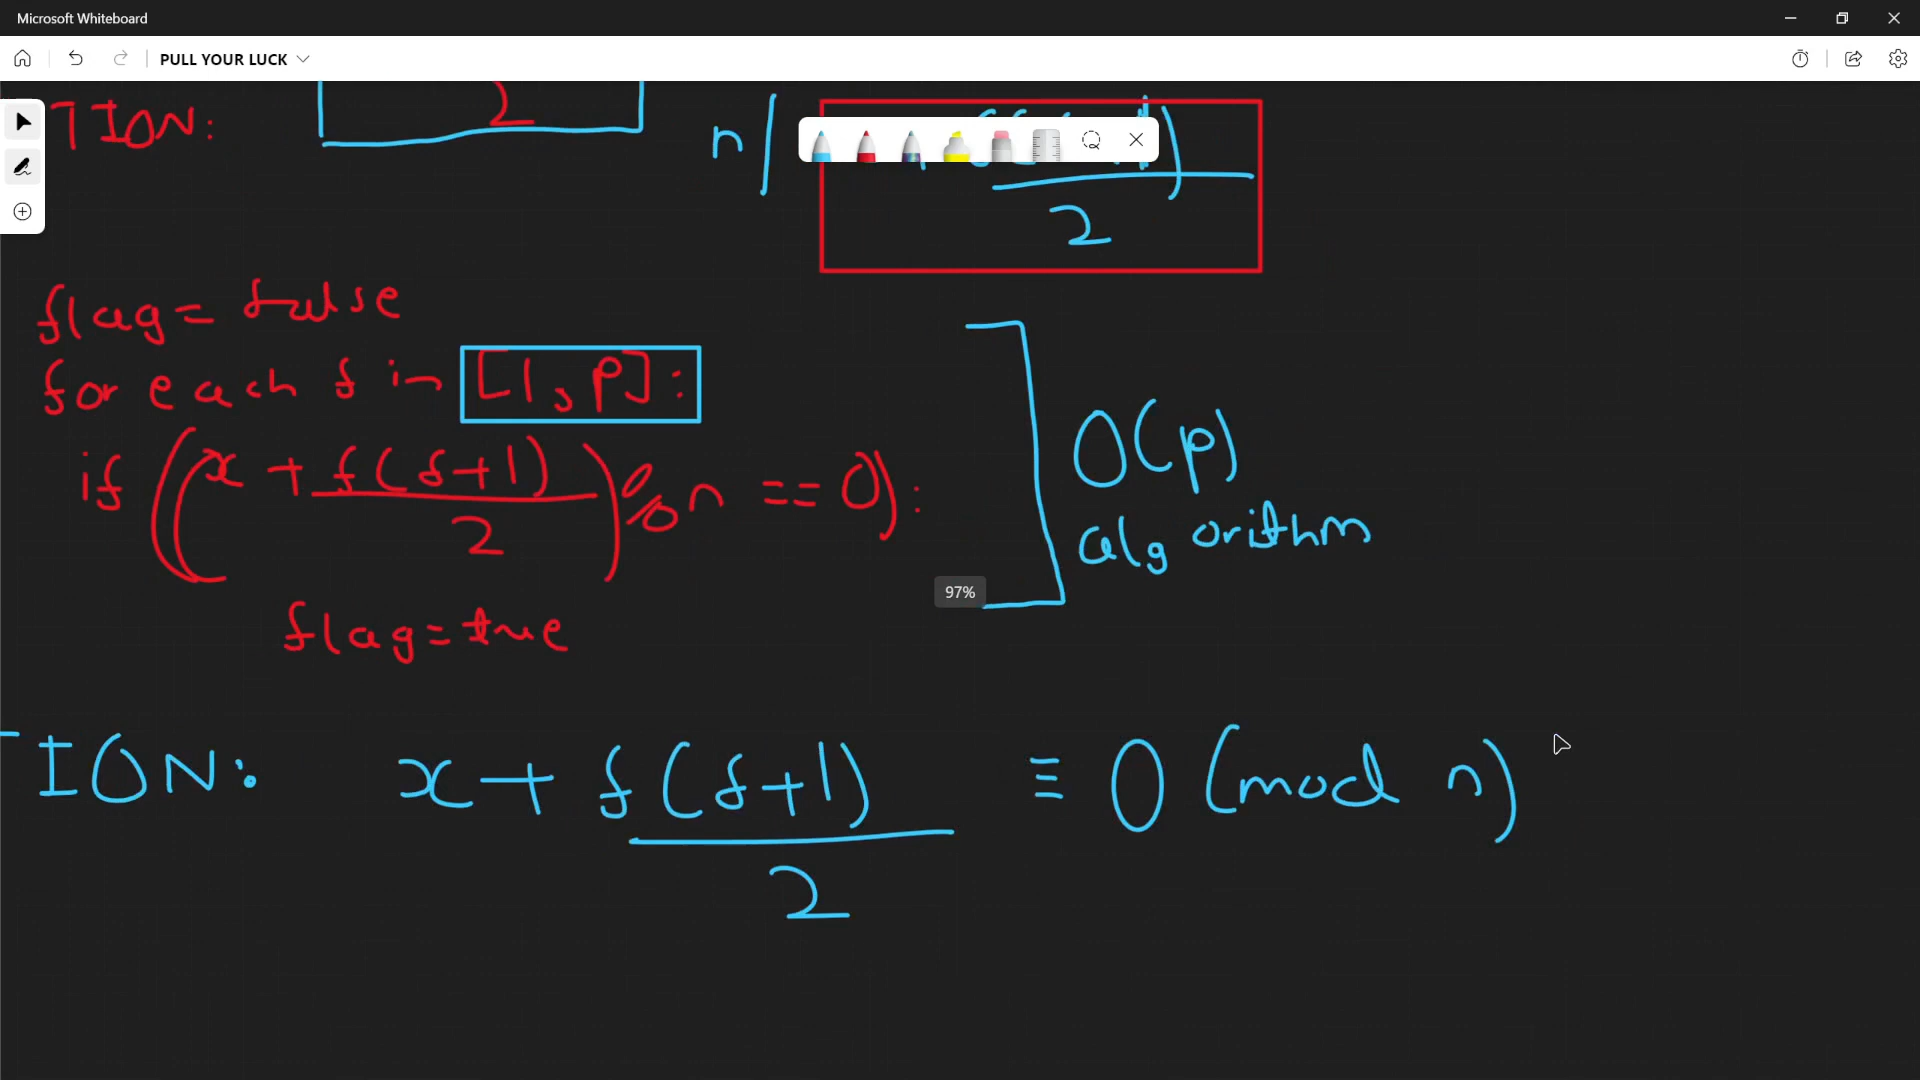 Microsoft Whiteboard
PULL YOUR LUCK
TION:
2
n|
2
flag = false
for each f in [1, p]:
if ((x + f(f+1)/2) % n == 0):
flag = true
O(p)
algorithm
97%
TION: x + f(f+1)/2 ≡ 0 (mod n)